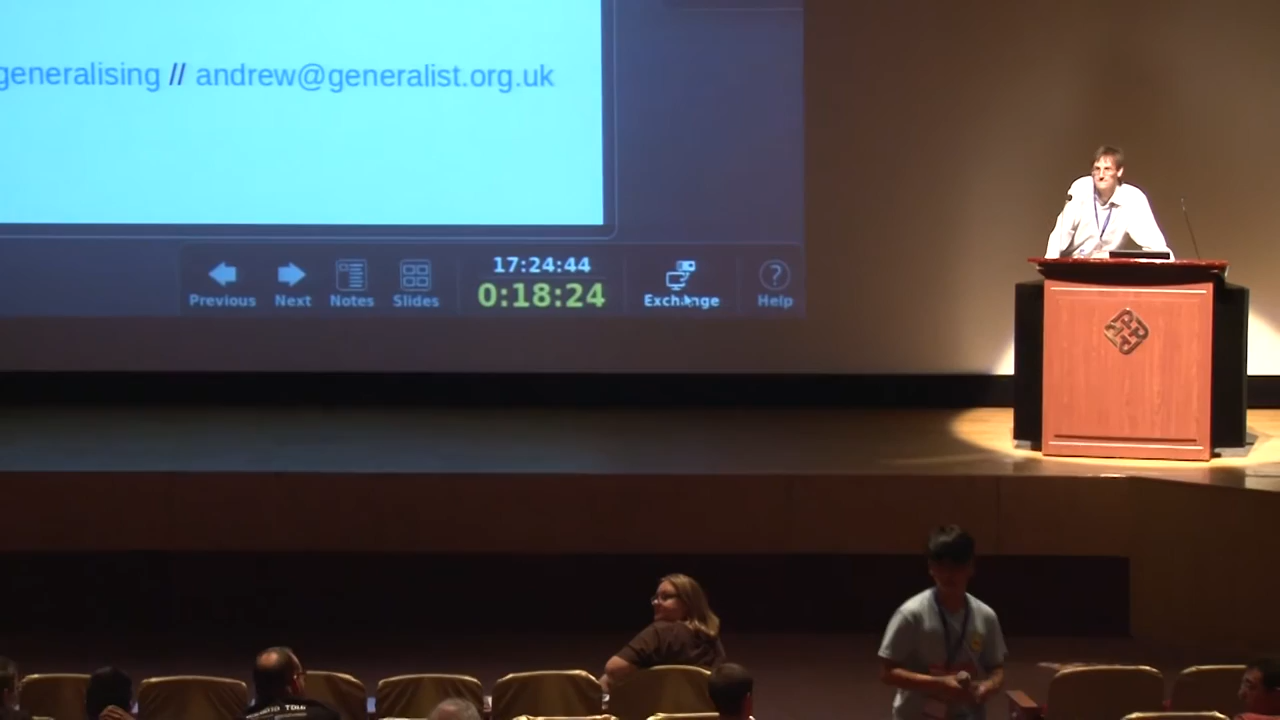 generalising // andrew@generalist.org.uk
17:24:44
Previous Next Notes Slides 0:18:24 Exchange Help